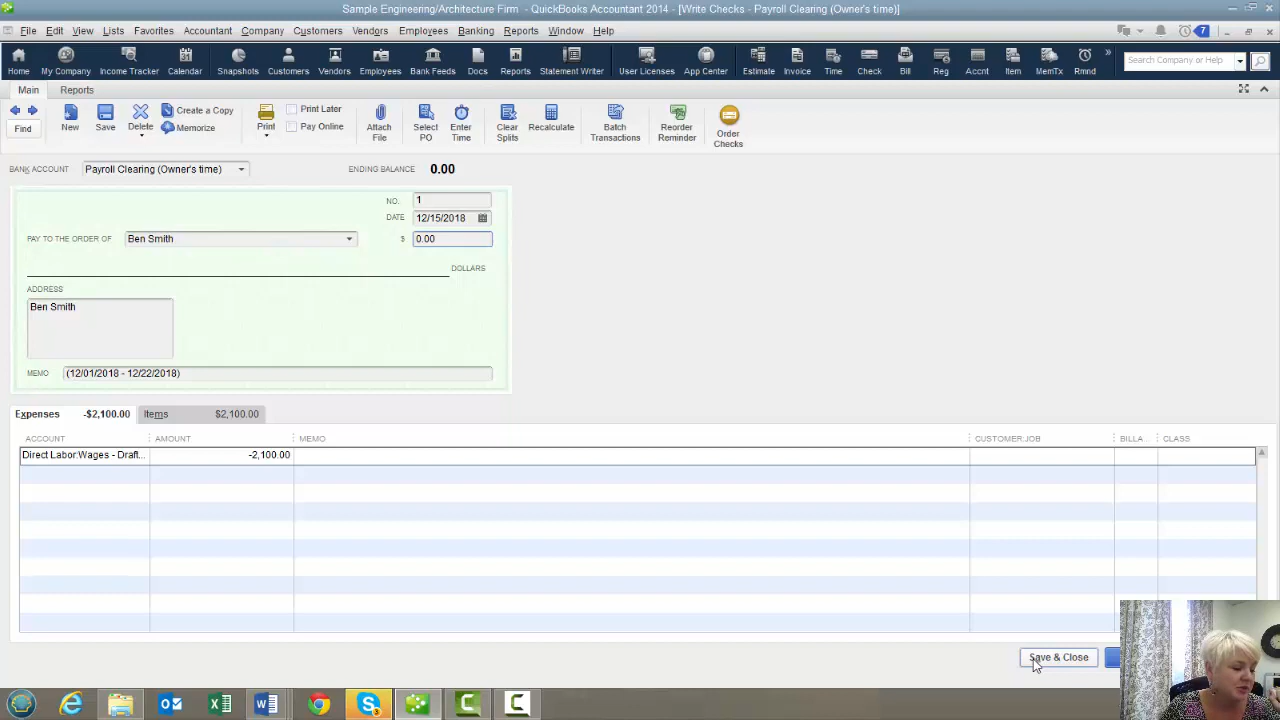 Sample Engineering/Architecture Firm - QuickBooks Accountant 2014 - [Write Checks - Payroll Clearing (Owner's time)]
File Edit View Lists Favorites Accountant Company Customers Vendors Employees Banking Reports Window Help 7
Home My Company Income Tracker Calendar Snapshots Customers Vendors Employees Bank Feeds Docs Reports Statement Writer User Licenses App Center Estimate Invoice Time Check Bill Reg Accnt Item MemTx Rmnd » Search Company or Help
Main Reports
Find New Save Delete Create a Copy Memorize Print Print Later Pay Online Attach File Select PO Enter Time Clear Splits Recalculate Batch Transactions Reorder Reminder Order Checks
BANK ACCOUNT Payroll Clearing (Owner's time) ENDING BALANCE 0.00
NO. 1
DATE 12/15/2018
PAY TO THE ORDER OF Ben Smith $ 0.00
DOLLARS
ADDRESS
Ben Smith
MEMO (12/01/2018 - 12/22/2018)
Expenses -$2,100.00 Items $2,100.00
ACCOUNT AMOUNT MEMO CUSTOMER:JOB BILLA... CLASS
Direct Labor:Wages - Draft... -2,100.00
Save & Close